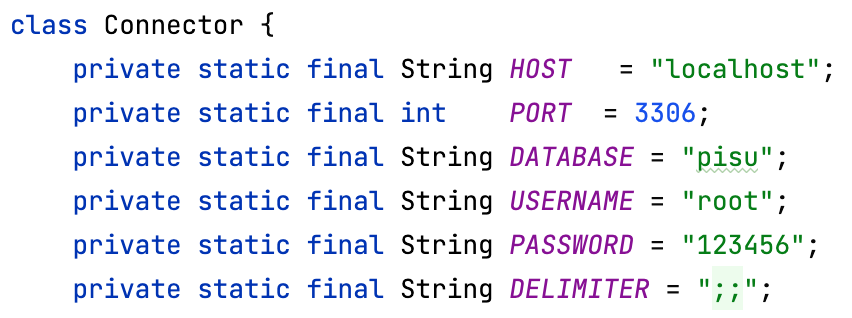 class Connector {
    private static final String HOST   = "localhost";
    private static final int    PORT  = 3306;
    private static final String DATABASE = "pisu";
    private static final String USERNAME = "root";
    private static final String PASSWORD = "123456";
    private static final String DELIMITER = ";;";